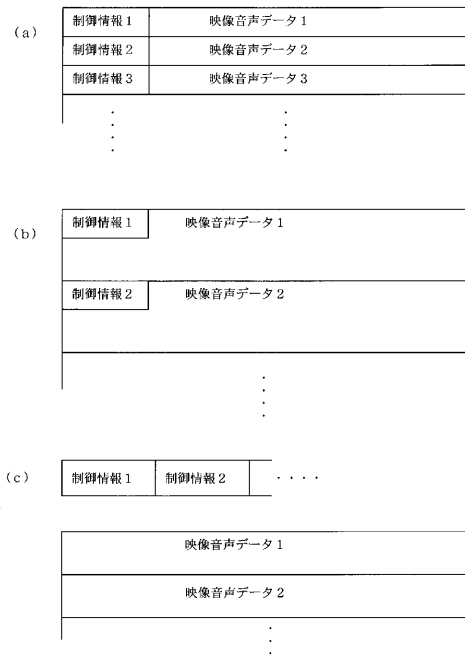 (a)
制御情報1 映像音声データ1
制御情報2 映像音声データ2
制御情報3 映像音声データ3
(b)
制御情報1 映像音声データ1
制御情報2 映像音声データ2
(c)
制御情報1 制御情報2 ・・・・
映像音声データ1
映像音声データ2